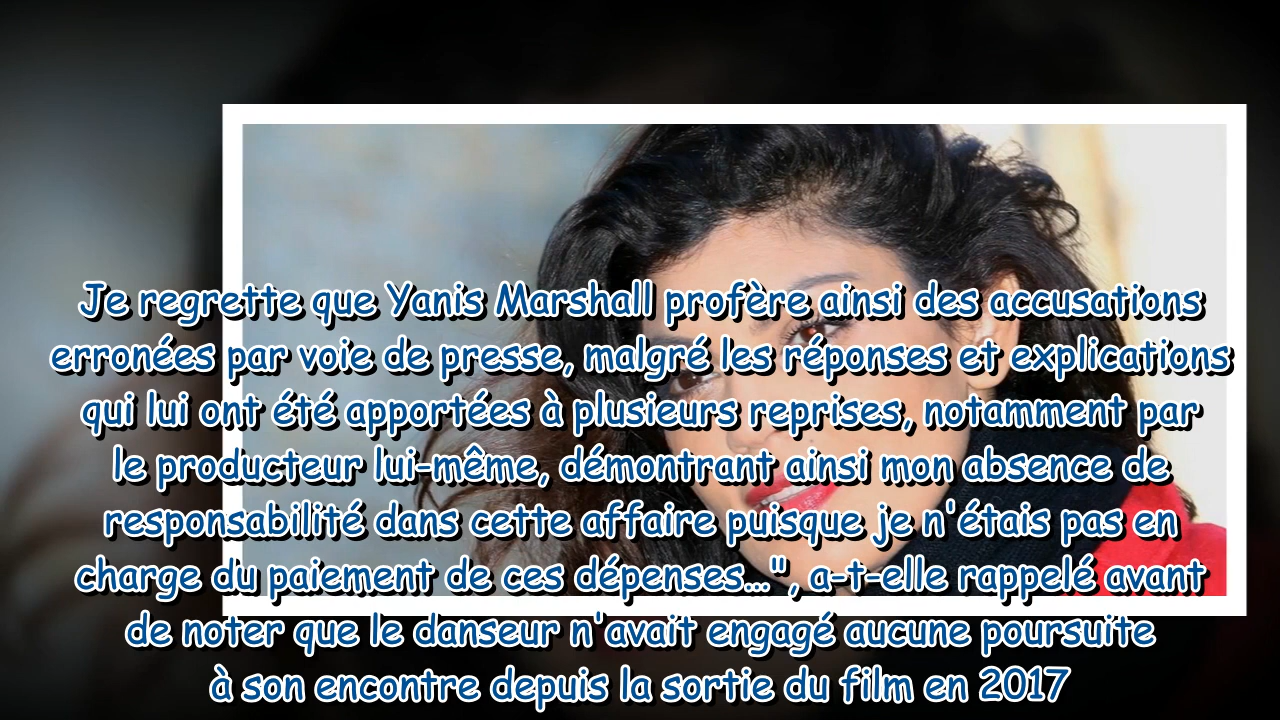 Je regrette que Yanis Marshall profère ainsi des accusations
erronées par voie de presse, malgré les réponses et explications
qui lui ont été apportées à plusieurs reprises, notamment par
le producteur lui-même, démontrant ainsi mon absence de
responsabilité dans cette affaire puisque je n'étais pas en
charge du paiement de ces dépenses...", a-t-elle rappelé avant
de noter que le danseur n'avait engagé aucune poursuite
à son encontre depuis la sortie du film en 2017